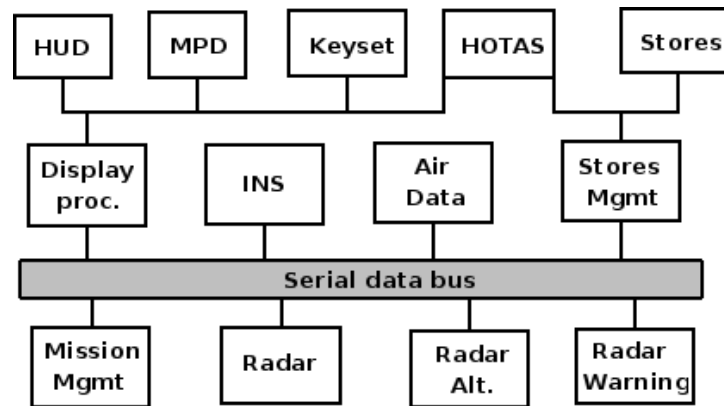 HUD
MPD
Keyset
HOTAS
Stores
Display
proc.
INS
Air
Data
Stores
Mgmt
Serial data bus
Mission
Mgmt
Radar
Radar
Alt.
Radar
Warning